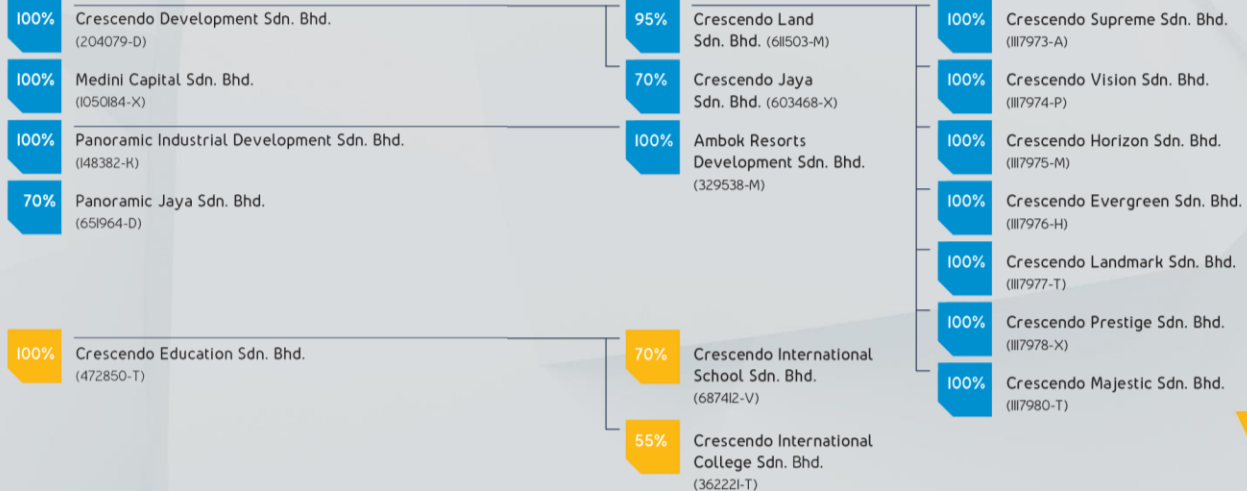 100%
Crescendo Development Sdn. Bhd.
(204079-D)
100%
Medini Capital Sdn. Bhd.
(1050184-X)
100%
Panoramic Industrial Development Sdn. Bhd.
(148382-K)
70%
Panoramic Jaya Sdn. Bhd.
(651964-D)
100%
Crescendo Education Sdn. Bhd.
(472850-T)
95%
Crescendo Land
Sdn. Bhd. (611503-M)
70%
Crescendo Jaya
Sdn. Bhd. (603468-X)
100%
Ambok Resorts
Development Sdn. Bhd.
(329538-M)
70%
Crescendo International
School Sdn. Bhd.
(687412-V)
55%
Crescendo International
College Sdn. Bhd.
(362221-T)
100%
Crescendo Supreme Sdn. Bhd.
(1117973-A)
100%
Crescendo Vision Sdn. Bhd.
(1117974-P)
100%
Crescendo Horizon Sdn. Bhd.
(1117975-M)
100%
Crescendo Evergreen Sdn. Bhd.
(1117976-H)
100%
Crescendo Landmark Sdn. Bhd.
(1117977-T)
100%
Crescendo Prestige Sdn. Bhd.
(1117978-X)
100%
Crescendo Majestic Sdn. Bhd.
(1117980-T)